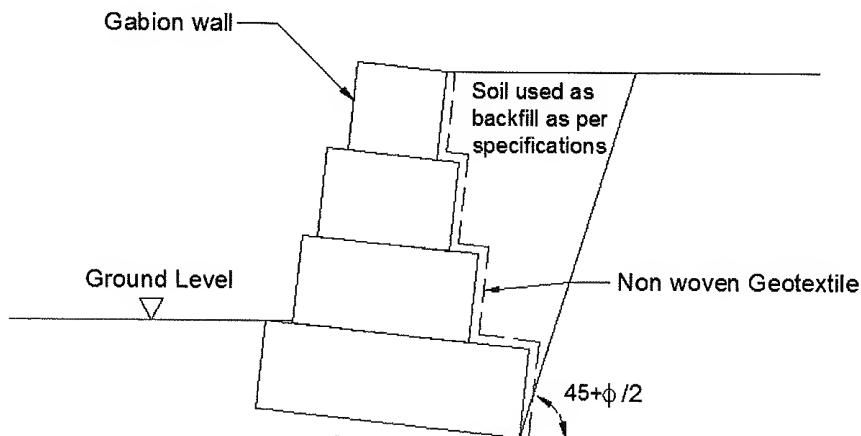 Gabion wall
Soil used as
backfill as per
specifications
Ground Level
Non woven Geotextile
45+ϕ/2